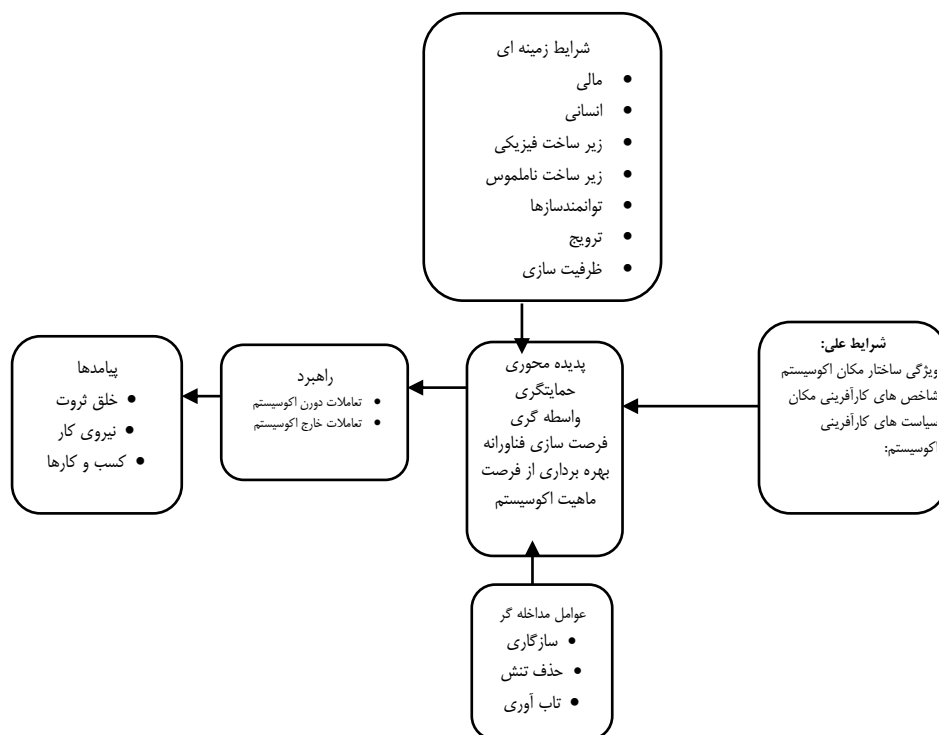 شرایط زمینه ای
● مالی
● انسانی
● زیر ساخت فیزیکی
● زیر ساخت ناملموس
● توانمندسازها
● ترویج
● ظرفیت سازی
شرایط علی:
ویژگی ساختار مکان اکوسیستم
شاخص های کارآفرینی مکان
سیاست های کارآفرینی
اکوسیستم:
پدیده محوری
حمایتگری
واسطه گری
فرصت سازی فناورانه
بهره برداری از فرصت
ماهیت اکوسیستم
راهبرد
● تعاملات دورن اکوسیستم
● تعاملات خارج اکوسیستم
پیامدها
● خلق ثروت
● نیروی کار
● کسب و کارها
عوامل مداخله گر
● سازگاری
● حذف تنش
● تاب آوری